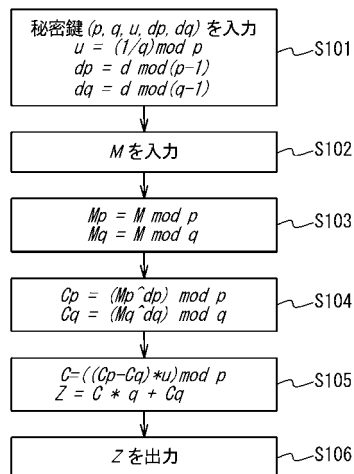 秘密鍵(p, q, u, dp, dq) を入力
u = (1/q)mod p
dp = d mod(p-1)
dq = d mod(q-1)
S101
M を入力
S102
Mp = M mod p
Mq = M mod q
S103
Cp = (Mp^dp) mod p
Cq = (Mq^dq) mod q
S104
C=((Cp-Cq)*u)mod p
Z = C * q + Cq
S105
Z を出力
S106